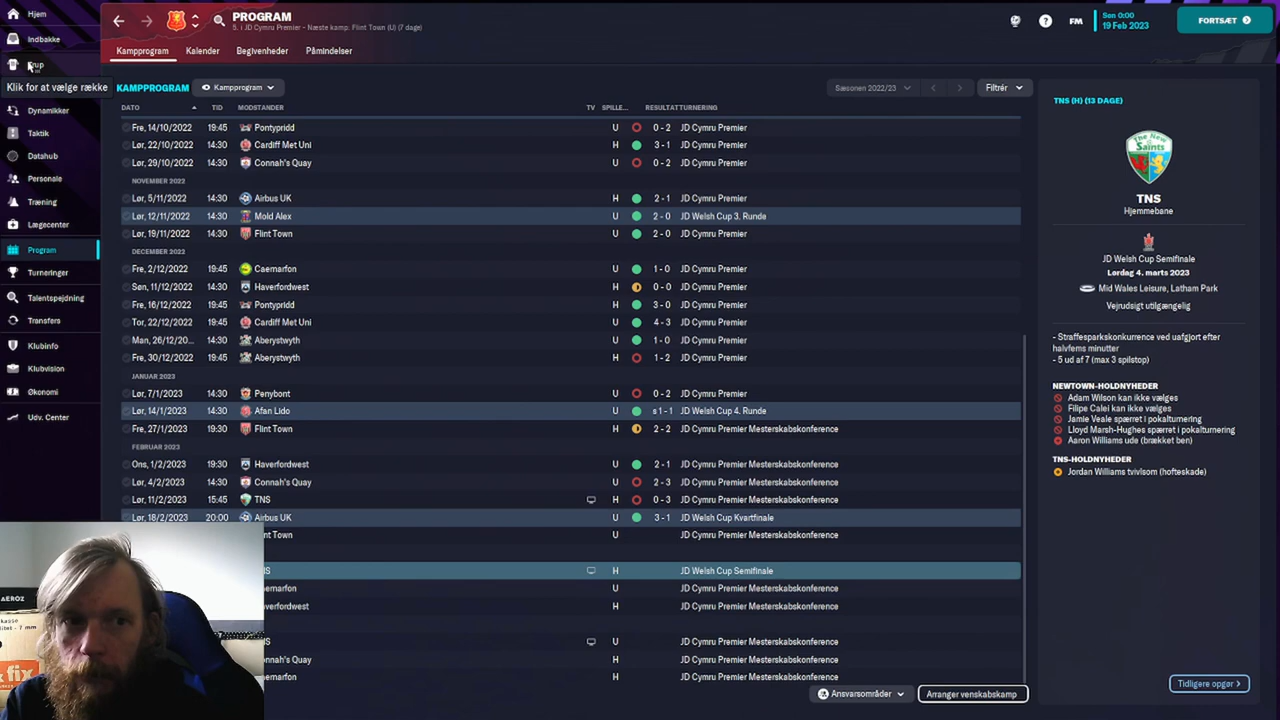 Hjem
PROGRAM
5. i JD Cymru Premier - Næste kamp: Flint Town (U) (7 dage)
FM
Søn 0:00
19 Feb 2023
FORTSÆT
Indbakke
Kampprogram
Kalender
Begivenheder
Påmindelser
Trup
Klik for at vælge række
KAMPPROGRAM
Kampprogram
Sæsonen 2022/23
Filtrér
Dynamikker
Taktik
Datahub
Personale
Træning
Lægecenter
Program
Turneringer
Talentspejdning
Transfers
Klubinfo
Klubvision
Økonomi
Udv. Center
DATO TID MODSTANDER TV SPILLE... RESULTAT TURNERING
Fre, 14/10/2022 19:45 Pontypridd U 0 - 2 JD Cymru Premier
Lør, 22/10/2022 14:30 Cardiff Met Uni H 3 - 1 JD Cymru Premier
Lør, 29/10/2022 14:30 Connah's Quay U 0 - 2 JD Cymru Premier
NOVEMBER 2022
Lør, 5/11/2022 14:30 Airbus UK H 2 - 1 JD Cymru Premier
Lør, 12/11/2022 14:30 Mold Alex U 2 - 0 JD Welsh Cup 3. Runde
Lør, 19/11/2022 14:30 Flint Town U 2 - 0 JD Cymru Premier
DECEMBER 2022
Fre, 2/12/2022 19:45 Caernarfon U 1 - 0 JD Cymru Premier
Søn, 11/12/2022 14:30 Haverfordwest H 0 - 0 JD Cymru Premier
Fre, 16/12/2022 19:45 Pontypridd H 3 - 0 JD Cymru Premier
Tor, 22/12/2022 19:45 Cardiff Met Uni U 4 - 3 JD Cymru Premier
Man, 26/12/20... 14:30 Aberystwyth U 1 - 0 JD Cymru Premier
Fre, 30/12/2022 19:45 Aberystwyth H 1 - 2 JD Cymru Premier
JANUAR 2023
Lør, 7/1/2023 14:30 Penybont U 0 - 2 JD Cymru Premier
Lør, 14/1/2023 14:30 Afan Lido U s 1 - 1 JD Welsh Cup 4. Runde
Fre, 27/1/2023 19:30 Flint Town H 2 - 2 JD Cymru Premier Mesterskabskonference
FEBRUAR 2023
Ons, 1/2/2023 19:30 Haverfordwest U 2 - 1 JD Cymru Premier Mesterskabskonference
Lør, 4/2/2023 14:30 Connah's Quay U 2 - 3 JD Cymru Premier Mesterskabskonference
Lør, 11/2/2023 15:45 TNS H 0 - 3 JD Cymru Premier Mesterskabskonference
Lør, 18/2/2023 20:00 Airbus UK U 3 - 1 JD Welsh Cup Kvartfinale
lint Town U JD Cymru Premier Mesterskabskonference
S H JD Welsh Cup Semifinale
ernarfon U JD Cymru Premier Mesterskabskonference
averfordwest H JD Cymru Premier Mesterskabskonference
S U JD Cymru Premier Mesterskabskonference
onnah's Quay H JD Cymru Premier Mesterskabskonference
ernarfon H JD Cymru Premier Mesterskabskonference
Ansvarsområder
Arranger venskabskamp
TNS (H) (13 DAGE)
The New
Saints
TNS
Hjemmebane
JD Welsh Cup Semifinale
Lørdag 4. marts 2023
Mid Wales Leisure, Latham Park
Vejrudsigt utilgængelig
- Straffesparkskonkurrence ved uafgjort efter
halvfems minutter
- 5 ud af 7 (max 3 spilstop)
NEWTOWN-HOLDNYHEDER
Adam Wilson kan ikke vælges
Filipe Calei kan ikke vælges
Jamie Veale spærret i pokalturnering
Lloyd Marsh-Hughes spærret i pokalturnering
Aaron Williams ude (brækket ben)
TNS-HOLDNYHEDER
Jordan Williams tvivlsom (hofteskade)
Tidligere opgør
AEROZ